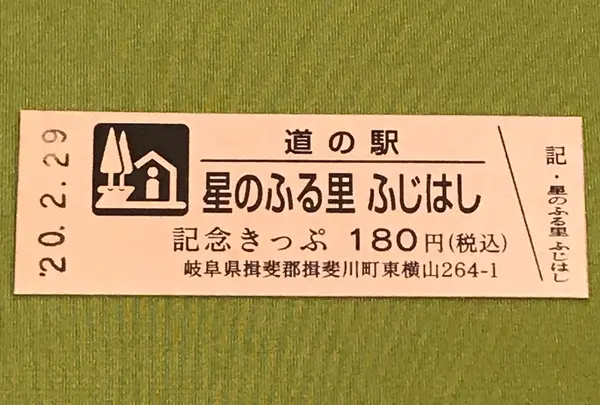 '20.2.29
道の駅
星のふる里 ふじはし
記念きっぷ 180円(税込)
岐阜県揖斐郡揖斐川町東横山264-1
記・星のふる里 ふじはし